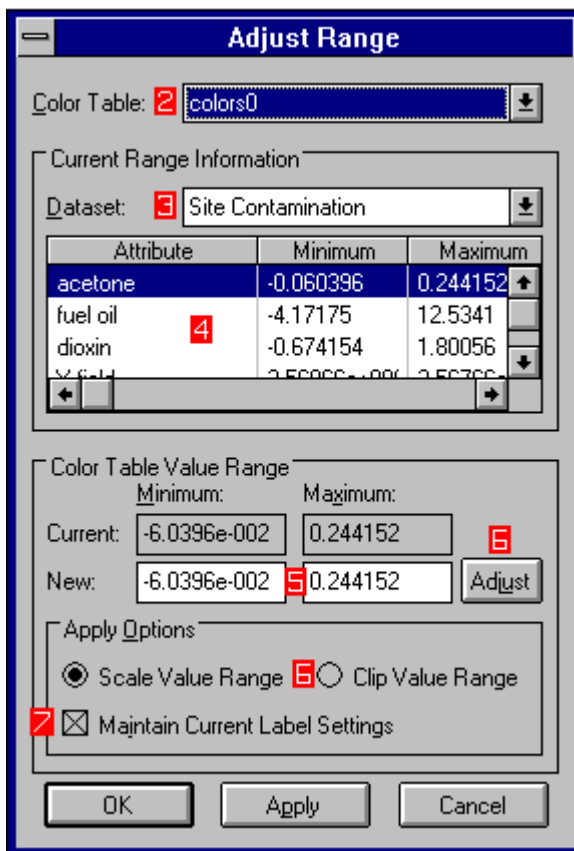 Adjust Range
Color Table: 2 colors0
Current Range Information
Dataset: 3 Site Contamination
Attribute Minimum Maximum
acetone -0.060396 0.244152
fuel oil 4 -4.17175 12.5341
dioxin -0.674154 1.80056
Color Table Value Range
Minimum: Maximum:
Current: -6.0396e-002 0.244152 6
New: -6.0396e-002 5 0.244152 Adjust
Apply Options
Scale Value Range 6 Clip Value Range
7 Maintain Current Label Settings
OK Apply Cancel